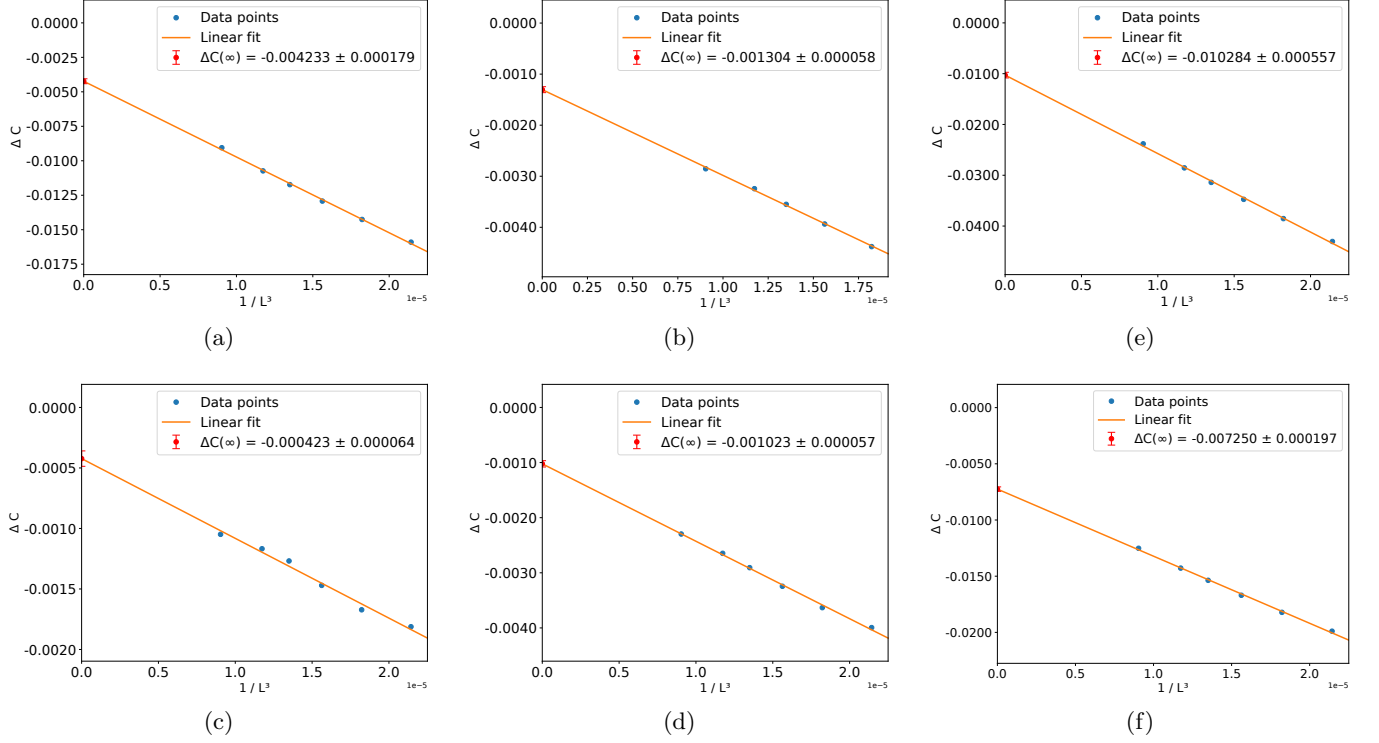 0.0000
-0.0025
-0.0050
-0.0075
-0.0100
-0.0125
-0.0150
-0.0175
Δ C
Data points
Linear fit
ΔC(∞) = -0.004233 ± 0.000179
0.0 0.5 1.0 1.5 2.0
1e−5
1 / L³
(a)
0.0000
-0.0010
-0.0020
-0.0030
-0.0040
Δ C
Data points
Linear fit
ΔC(∞) = -0.001304 ± 0.000058
0.00 0.25 0.50 0.75 1.00 1.25 1.50 1.75
1e−5
1 / L³
(b)
0.0000
-0.0100
-0.0200
-0.0300
-0.0400
Δ C
Data points
Linear fit
ΔC(∞) = -0.010284 ± 0.000557
0.0 0.5 1.0 1.5 2.0
1e−5
1 / L³
(e)
0.0000
-0.0005
-0.0010
-0.0015
-0.0020
Δ C
Data points
Linear fit
ΔC(∞) = -0.000423 ± 0.000064
0.0 0.5 1.0 1.5 2.0
1e−5
1 / L³
(c)
0.0000
-0.0010
-0.0020
-0.0030
-0.0040
Δ C
Data points
Linear fit
ΔC(∞) = -0.001023 ± 0.000057
0.0 0.5 1.0 1.5 2.0
1e−5
1 / L³
(d)
0.0000
-0.0050
-0.0100
-0.0150
-0.0200
Δ C
Data points
Linear fit
ΔC(∞) = -0.007250 ± 0.000197
0.0 0.5 1.0 1.5 2.0
1e−5
1 / L³
(f)